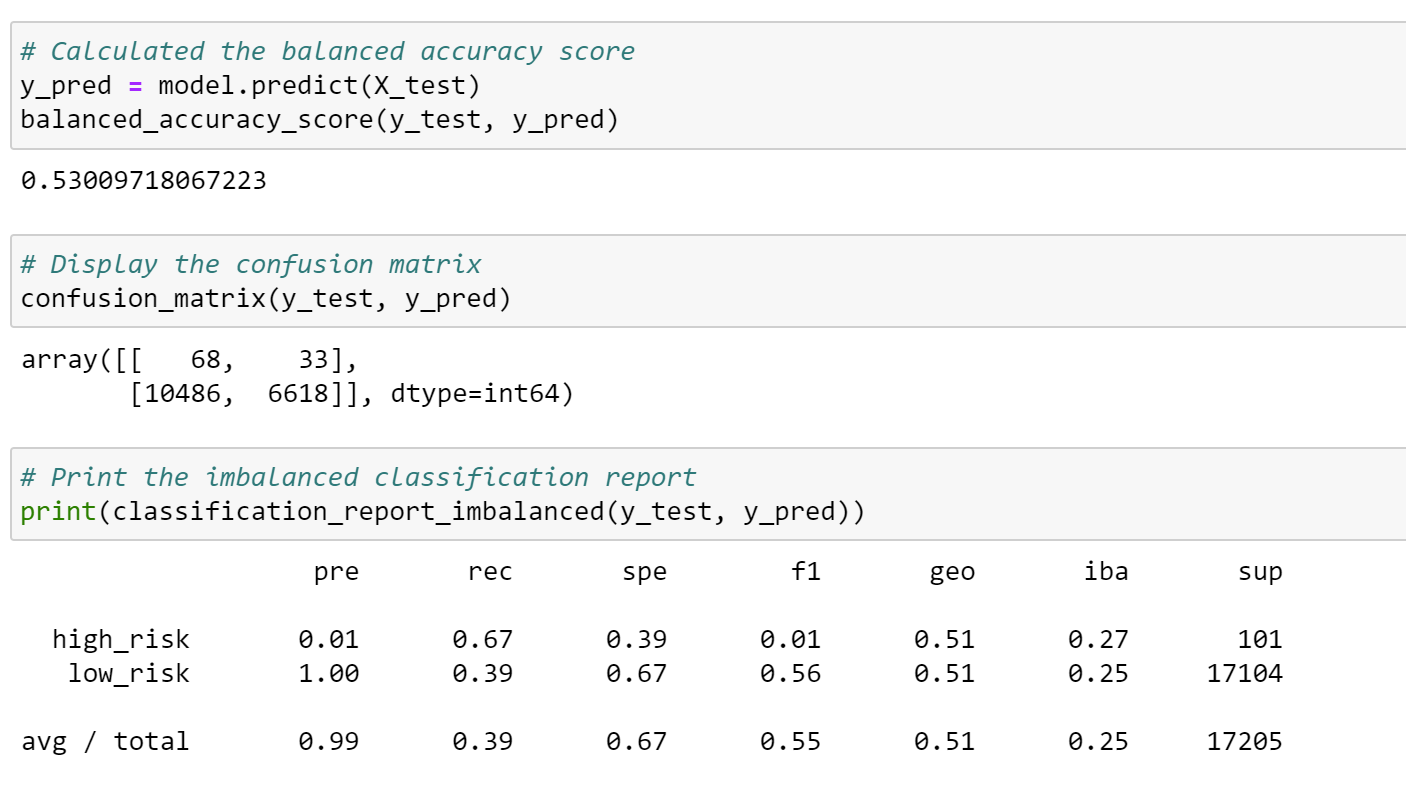 # Calculated the balanced accuracy score
y_pred = model.predict(X_test)
balanced_accuracy_score(y_test, y_pred)
0.53009718067223
# Display the confusion matrix
confusion_matrix(y_test, y_pred)
array([[   68,    33],
       [10486,  6618]], dtype=int64)
# Print the imbalanced classification report
print(classification_report_imbalanced(y_test, y_pred))
                   pre       rec       spe        f1       geo       iba       sup
  high_risk       0.01      0.67      0.39      0.01      0.51      0.27       101
   low_risk       1.00      0.39      0.67      0.56      0.51      0.25     17104
avg / total       0.99      0.39      0.67      0.55      0.51      0.25     17205